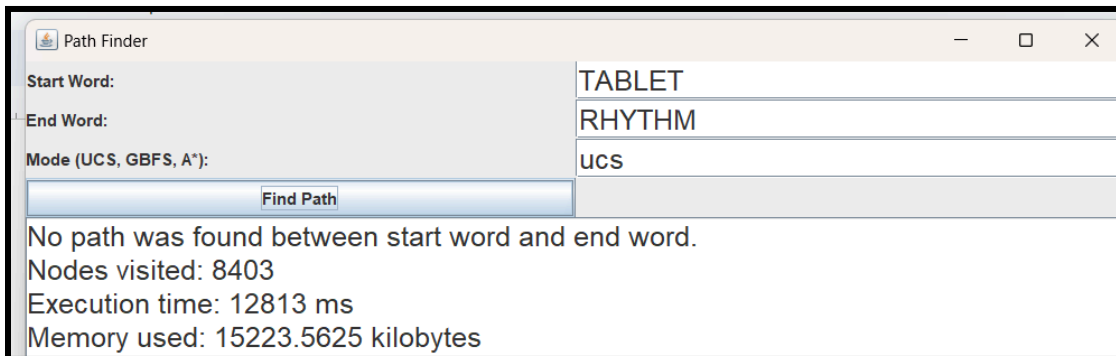 Path Finder
Start Word: TABLET
End Word: RHYTHM
Mode (UCS, GBFS, A*): ucs
Find Path
No path was found between start word and end word.
Nodes visited: 8403
Execution time: 12813 ms
Memory used: 15223.5625 kilobytes